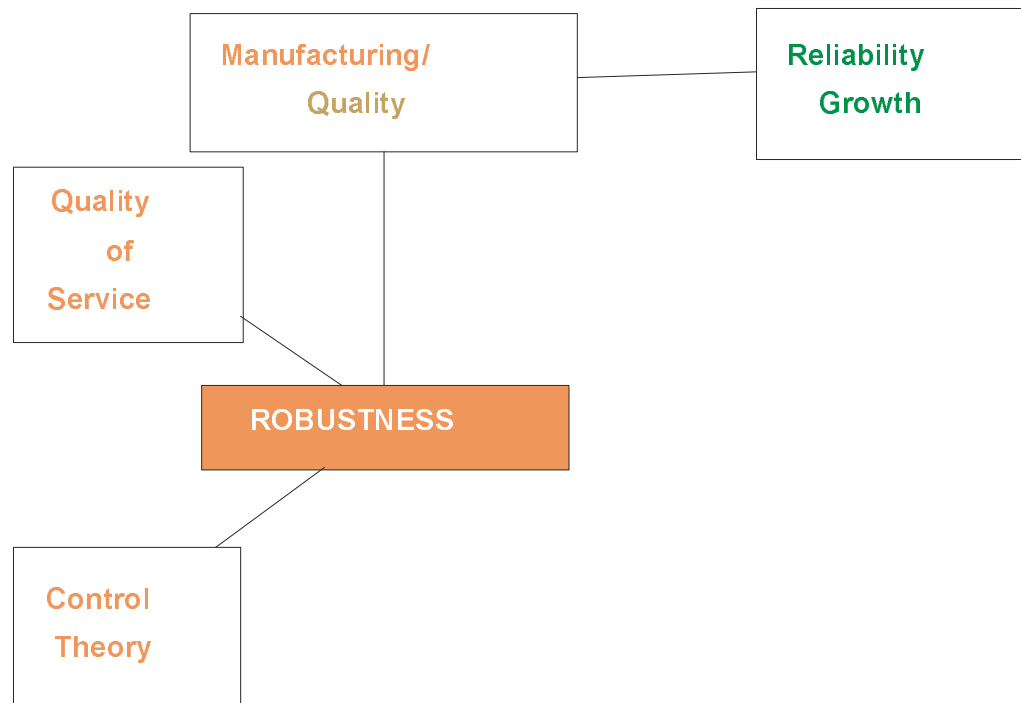 Manufacturing/
Quality
Reliability
Growth
Quality
of
Service
ROBUSTNESS
Control
Theory